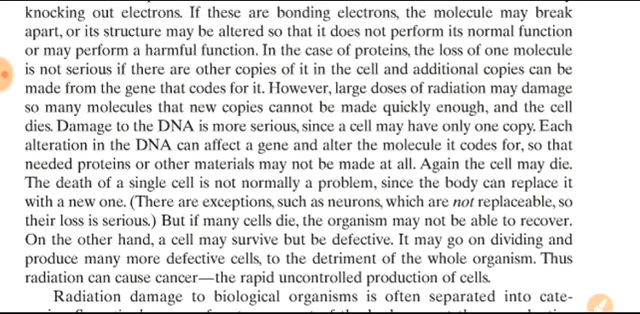 knocking out electrons. If these are bonding electrons, the molecule may break
apart, or its structure may be altered so that it does not perform its normal function
or may perform a harmful function. In the case of proteins, the loss of one molecule
is not serious if there are other copies of it in the cell and additional copies can be
made from the gene that codes for it. However, large doses of radiation may damage
so many molecules that new copies cannot be made quickly enough, and the cell
dies. Damage to the DNA is more serious, since a cell may have only one copy. Each
alteration in the DNA can affect a gene and alter the molecule it codes for, so that
needed proteins or other materials may not be made at all. Again the cell may die.
The death of a single cell is not normally a problem, since the body can replace it
with a new one. (There are exceptions, such as neurons, which are not replaceable, so
their loss is serious.) But if many cells die, the organism may not be able to recover.
On the other hand, a cell may survive but be defective. It may go on dividing and
produce many more defective cells, to the detriment of the whole organism. Thus
radiation can cause cancer—the rapid uncontrolled production of cells.
Radiation damage to biological organisms is often separated into cate-